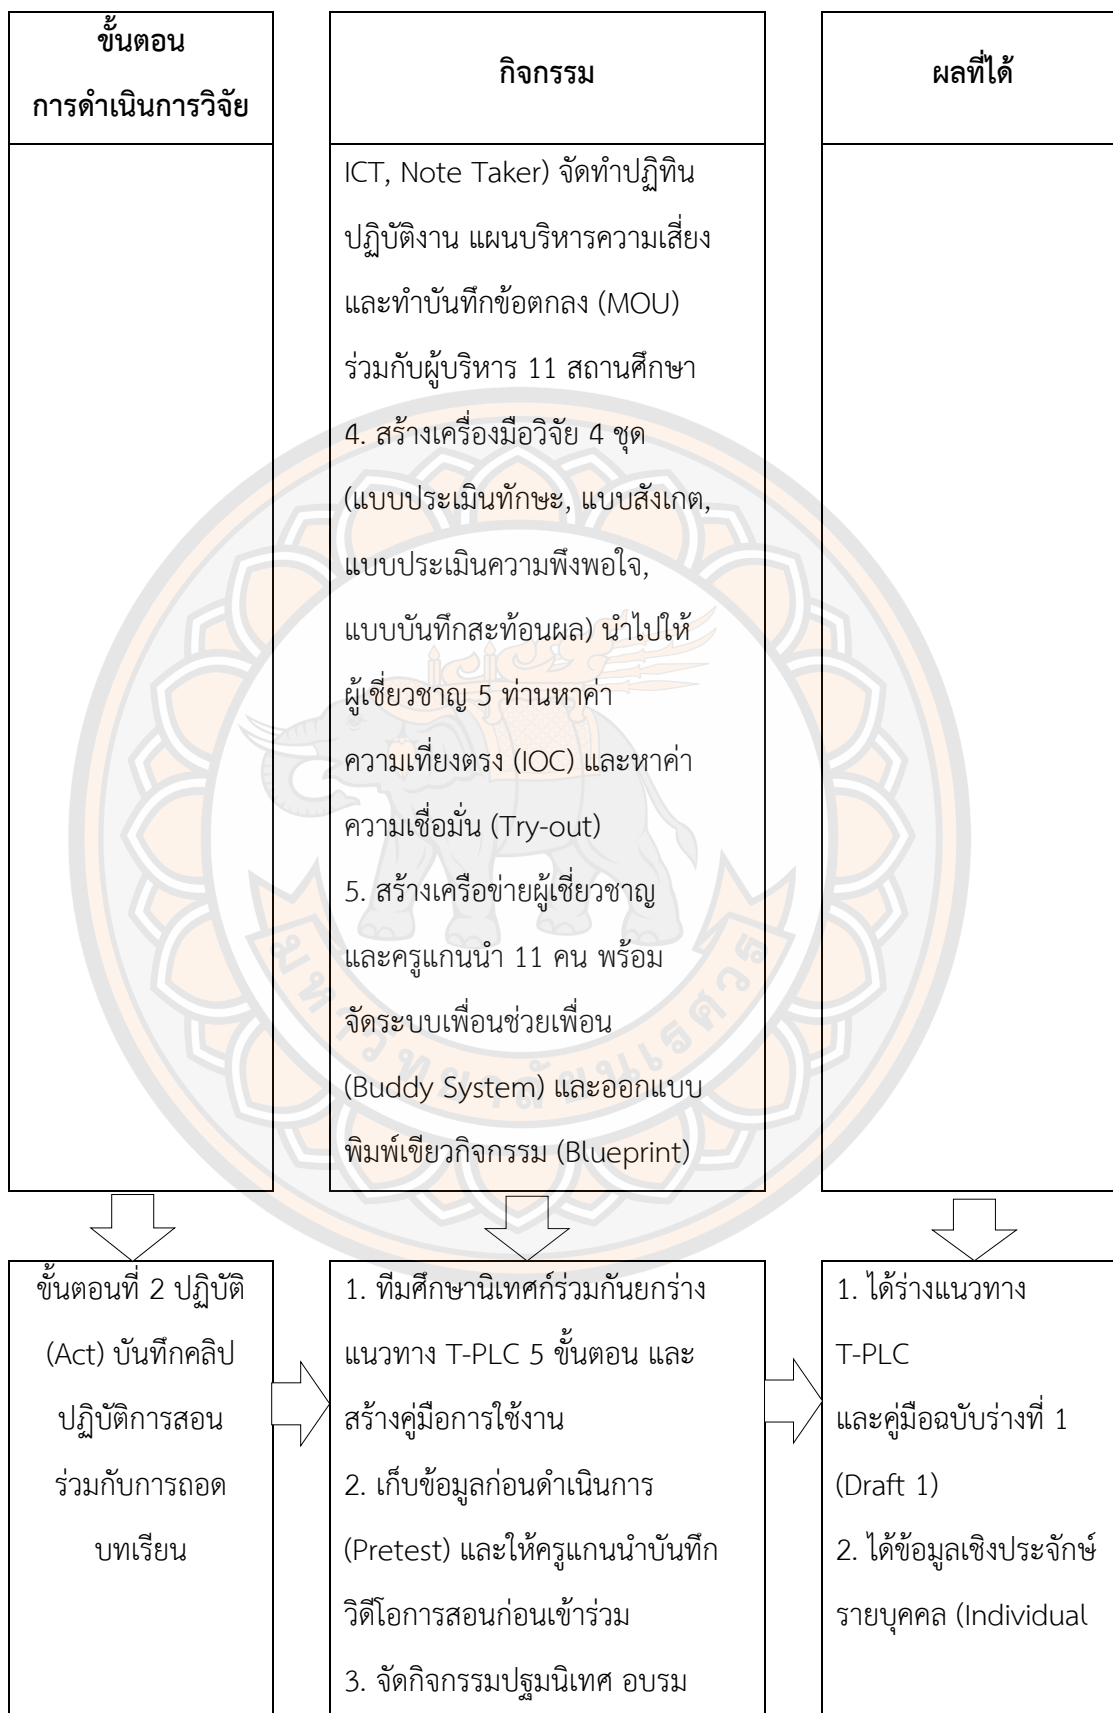 ขั้นตอน
การดำเนินการวิจัย
กิจกรรม
ผลที่ได้
ICT, Note Taker) จัดทำปฏิทิน
ปฏิบัติงาน แผนบริหารความเสี่ยง
และทำบันทึกข้อตกลง (MOU)
ร่วมกับผู้บริหาร 11 สถานศึกษา
4. สร้างเครื่องมือวิจัย 4 ชุด
(แบบประเมินทักษะ, แบบสังเกต,
แบบประเมินความพึงพอใจ,
แบบบันทึกสะท้อนผล) นำไปให้
ผู้เชี่ยวชาญ 5 ท่านหาค่า
ความเที่ยงตรง (IOC) และหาค่า
ความเชื่อมั่น (Try-out)
5. สร้างเครือข่ายผู้เชี่ยวชาญ
และครูแกนนำ 11 คน พร้อม
จัดระบบเพื่อนช่วยเพื่อน
(Buddy System) และออกแบบ
พิมพ์เขียวกิจกรรม (Blueprint)
มหาวิทยาลัยนเรศวร
ขั้นตอนที่ 2 ปฏิบัติ
(Act) บันทึกคลิป
ปฏิบัติการสอน
ร่วมกับการถอด
บทเรียน
1. ทีมศึกษานิเทศก์ร่วมกันยกร่าง
แนวทาง T-PLC 5 ขั้นตอน และ
สร้างคู่มือการใช้งาน
2. เก็บข้อมูลก่อนดำเนินการ
(Pretest) และให้ครูแกนนำบันทึก
วิดีโอการสอนก่อนเข้าร่วม
3. จัดกิจกรรมปฐมนิเทศ อบรม
1. ได้ร่างแนวทาง
T-PLC
และคู่มือฉบับร่างที่ 1
(Draft 1)
2. ได้ข้อมูลเชิงประจักษ์
รายบุคคล (Individual